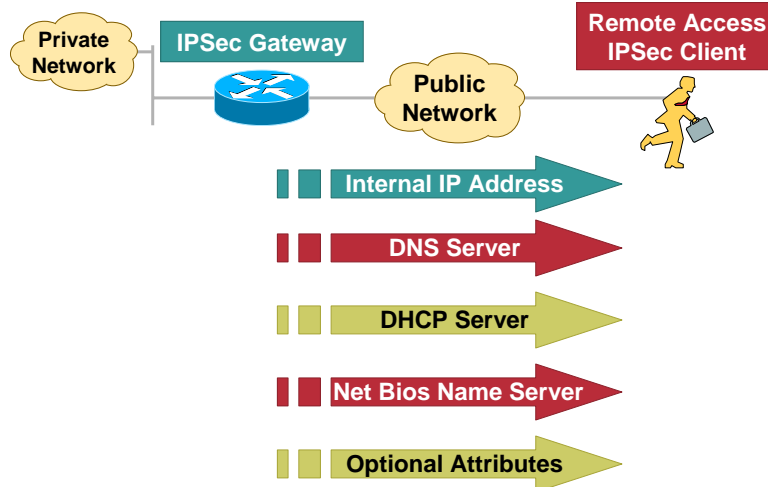 Private
Network
IPSec Gateway
Public
Network
Remote Access
IPSec Client
Internal IP Address
DNS Server
DHCP Server
Net Bios Name Server
Optional Attributes